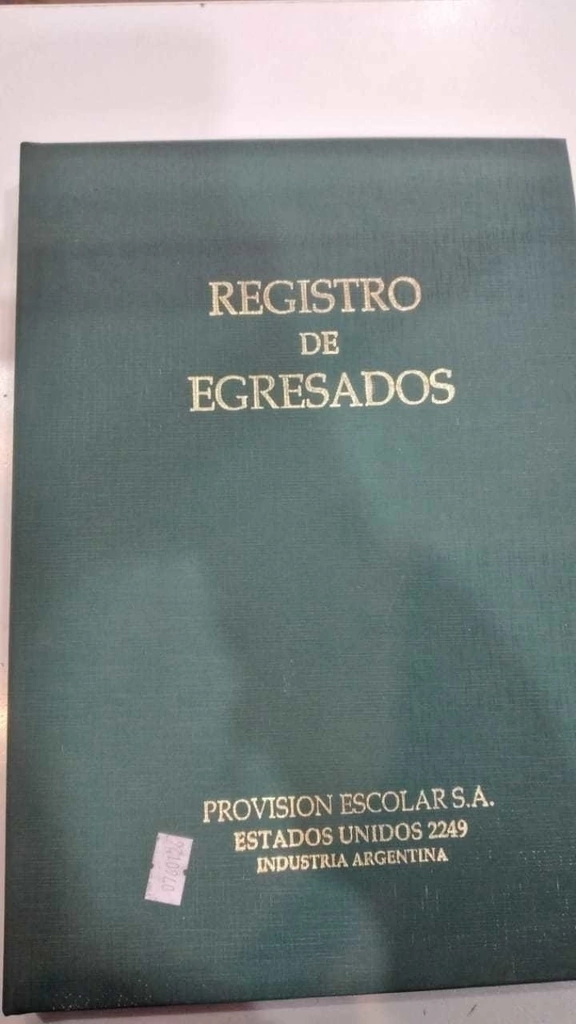 REGISTRO
DE
EGRESADOS
PROVISION ESCOLAR S.A.
ESTADOS UNIDOS 2249
INDUSTRIA ARGENTINA